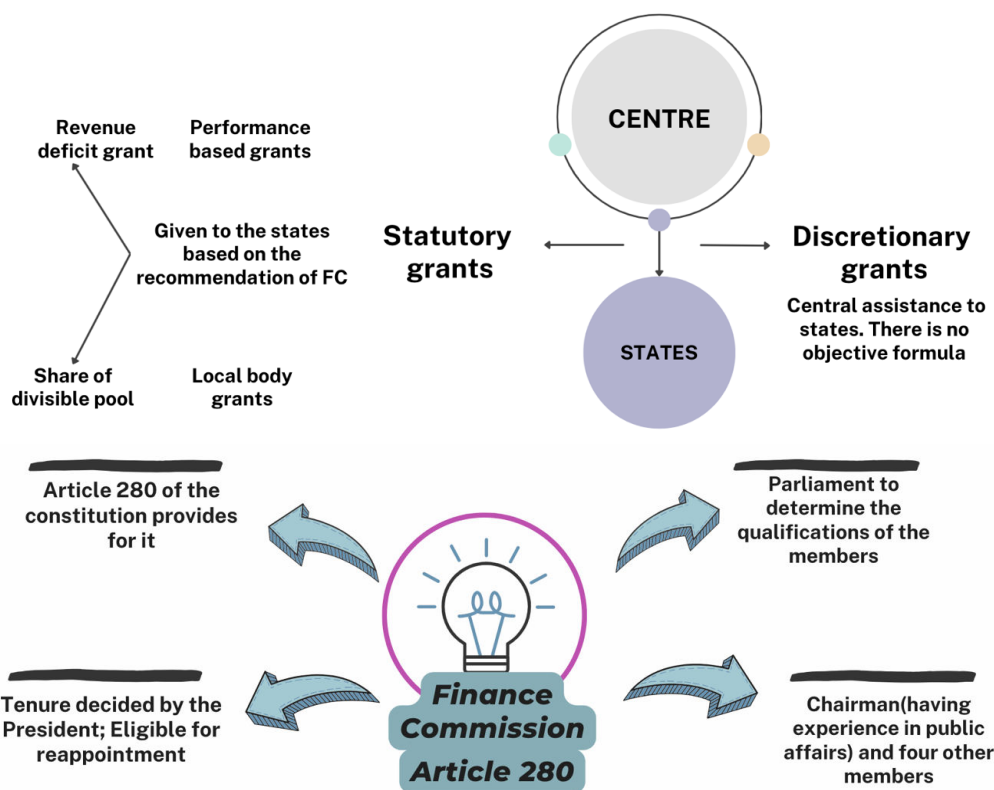 CENTRE
Revenue
deficit grant
Performance
based grants
Given to the states
based on the
recommendation of FC
Statutory
grants
Discretionary
grants
Central assistance to
states. There is no
objective formula
STATES
Share of
divisible pool
Local body
grants
Article 280 of the
constitution provides
for it
Parliament to
determine the
qualifications of the
members
Tenure decided by the
President; Eligible for
reappointment
Finance
Commission
Article 280
Chairman(having
experience in public
affairs) and four other
members